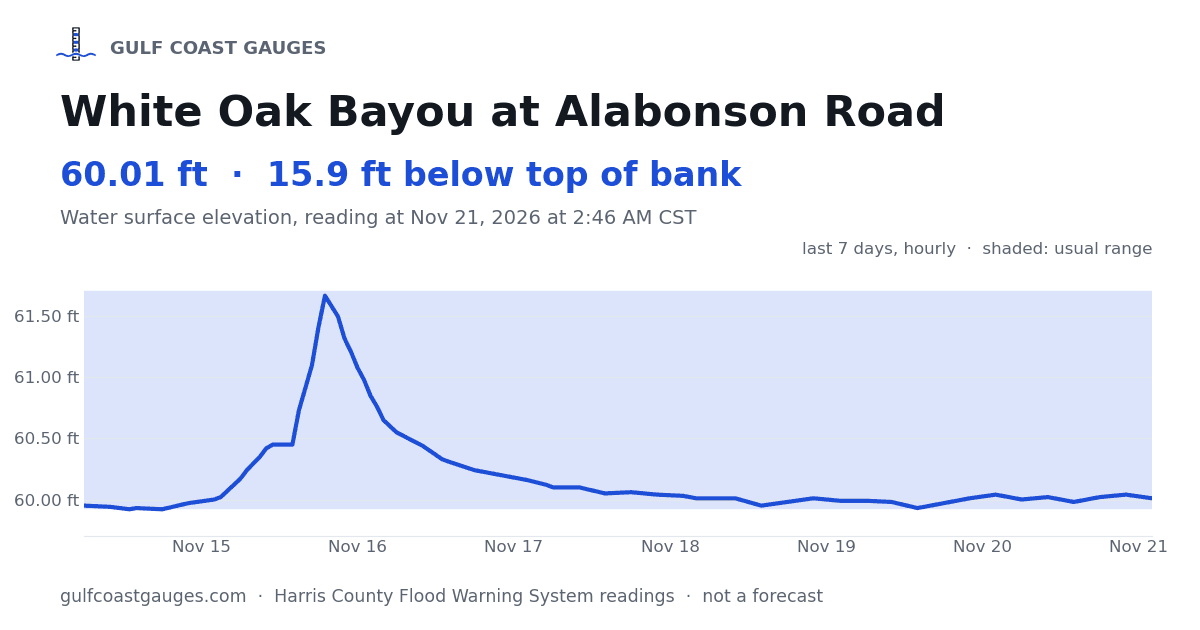 GULF COAST GAUGES
White Oak Bayou at Alabonson Road
60.01 ft · 15.9 ft below top of bank
Water surface elevation, reading at Nov 21, 2026 at 2:46 AM CST
last 7 days, hourly · shaded: usual range
61.50 ft
61.00 ft
60.50 ft
60.00 ft
Nov 15 Nov 16 Nov 17 Nov 18 Nov 19 Nov 20 Nov 21
gulfcoastgauges.com · Harris County Flood Warning System readings · not a forecast